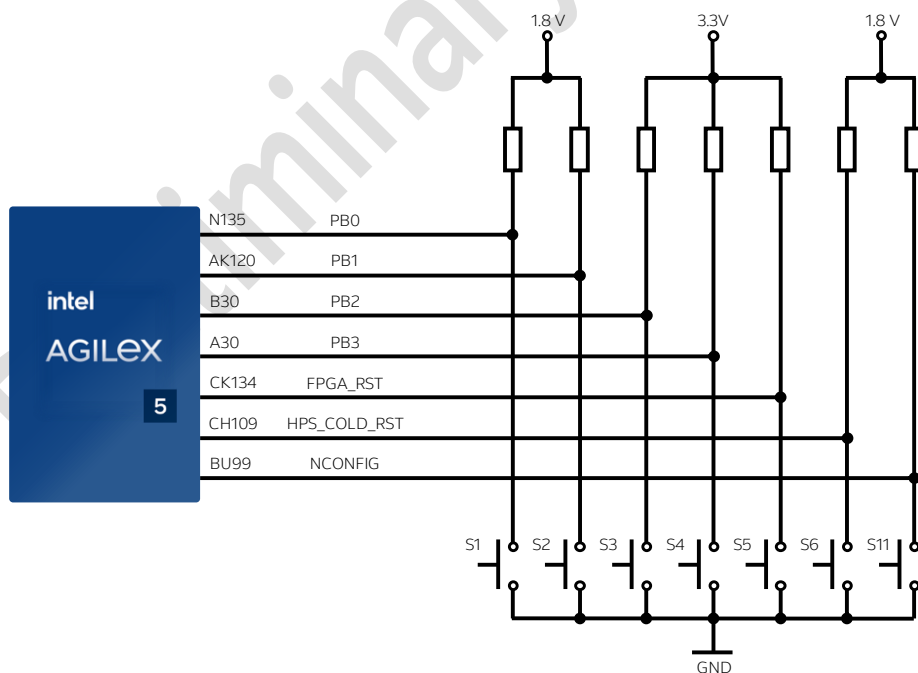 1.8 V
3.3V
1.8 V
N135 PB0
AK120 PB1
B30 PB2
intel
A30 PB3
AGILEX
CK134 FPGA_RST
5
CH109 HPS_COLD_RST
BU99 NCONFIG
S1 S2 S3 S4 S5 S6 S11
GND
iminary